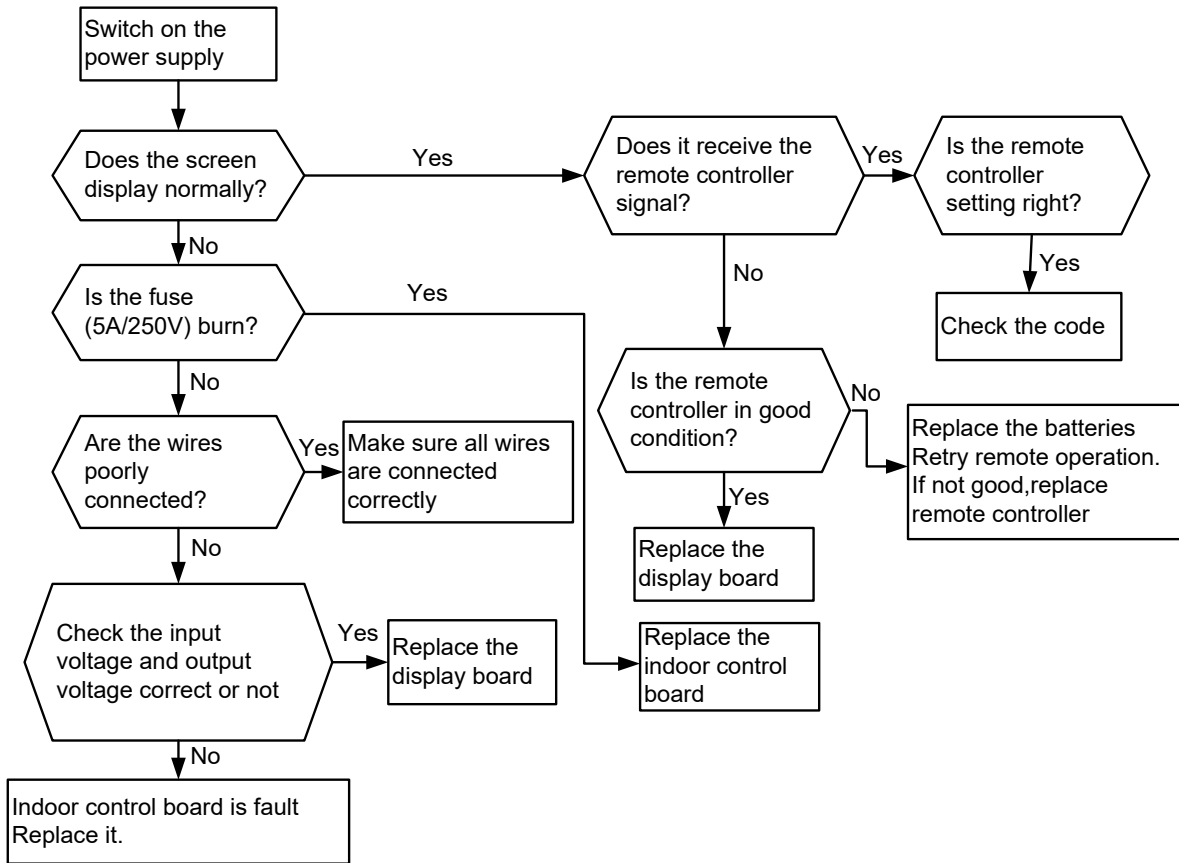 Switch on the
power supply
Does the screen
display normally?
Yes
Does it receive the
remote controller
signal?
Yes
Is the remote
controller
setting right?
No
Yes
Check the code
Is the fuse
(5A/250V) burn?
Yes
No
Is the remote
controller in good
condition?
No
Replace the batteries
Retry remote operation.
If not good,replace
remote controller
No
Are the wires
poorly
connected?
Yes
Make sure all wires
are connected
correctly
Yes
Replace the
display board
No
Check the input
voltage and output
voltage correct or not
Yes
Replace the
display board
Replace the
indoor control
board
No
Indoor control board is fault
Replace it.